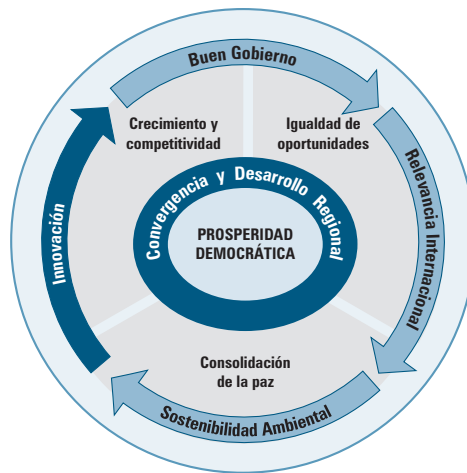 Buen Gobierno
Crecimiento y
competitividad
Igualdad de
oportunidades
Relevancia Internacional
Innovación
Convergencia y Desarrollo Regional
PROSPERIDAD
DEMOCRÁTICA
Consolidación
de la paz
Sostenibilidad Ambiental